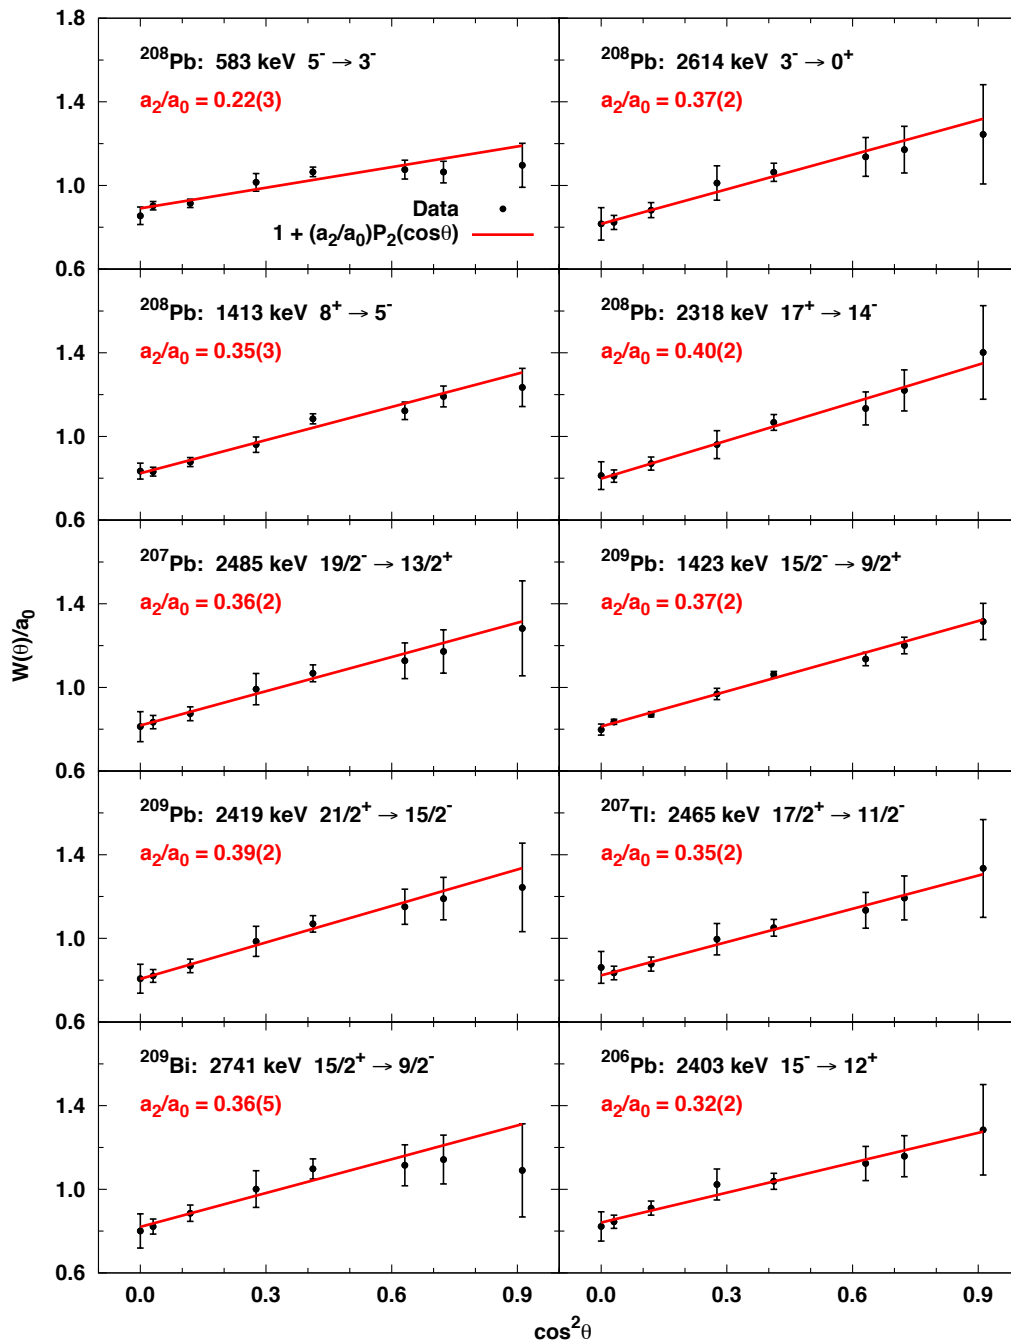 1.8
1.4
1.0
0.6
²⁰⁸Pb: 583 keV 5⁻ → 3⁻
a₂/a₀ = 0.22(3)
Data
1 + (a₂/a₀)P₂(cosθ)
²⁰⁸Pb: 2614 keV 3⁻ → 0⁺
a₂/a₀ = 0.37(2)
1.4
1.0
0.6
²⁰⁸Pb: 1413 keV 8⁺ → 5⁻
a₂/a₀ = 0.35(3)
²⁰⁸Pb: 2318 keV 17⁺ → 14⁻
a₂/a₀ = 0.40(2)
W(θ)/a₀
1.4
1.0
0.6
²⁰⁷Pb: 2485 keV 19/2⁻ → 13/2⁺
a₂/a₀ = 0.36(2)
²⁰⁹Pb: 1423 keV 15/2⁻ → 9/2⁺
a₂/a₀ = 0.37(2)
1.4
1.0
0.6
²⁰⁹Pb: 2419 keV 21/2⁺ → 15/2⁻
a₂/a₀ = 0.39(2)
²⁰⁷Tl: 2465 keV 17/2⁺ → 11/2⁻
a₂/a₀ = 0.35(2)
1.4
1.0
0.6
²⁰⁹Bi: 2741 keV 15/2⁺ → 9/2⁻
a₂/a₀ = 0.36(5)
²⁰⁶Pb: 2403 keV 15⁻ → 12⁺
a₂/a₀ = 0.32(2)
0.0 0.3 0.6 0.9
0.0 0.3 0.6 0.9
cos²θ